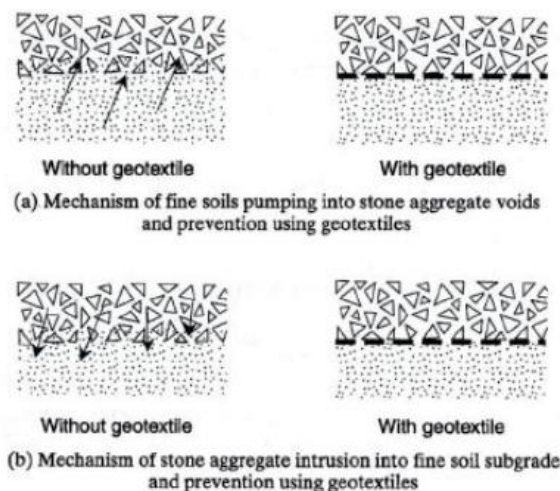 Without geotextile With geotextile
(a) Mechanism of fine soils pumping into stone aggregate voids
and prevention using geotextiles
Without geotextile With geotextile
(b) Mechanism of stone aggregate intrusion into fine soil subgrade
and prevention using geotextiles